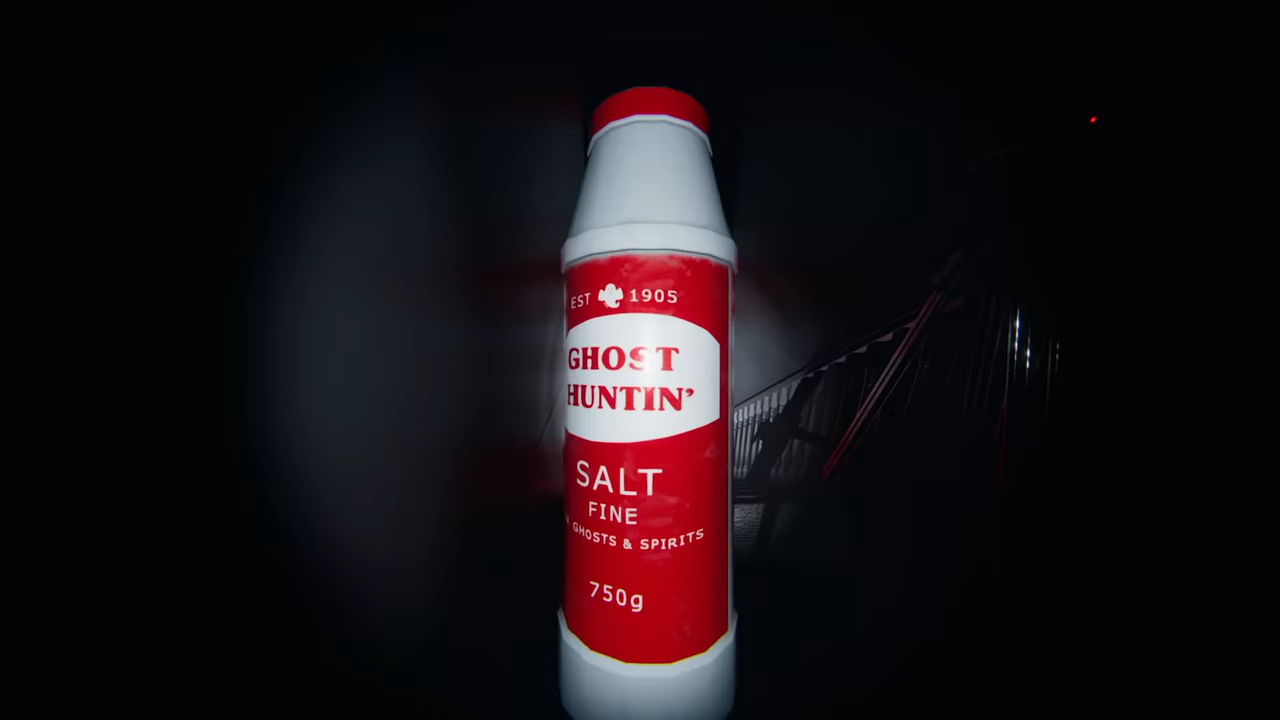 EST 1905
GHOST
HUNTIN'
SALT
FINE
GHOSTS & SPIRITS
750g